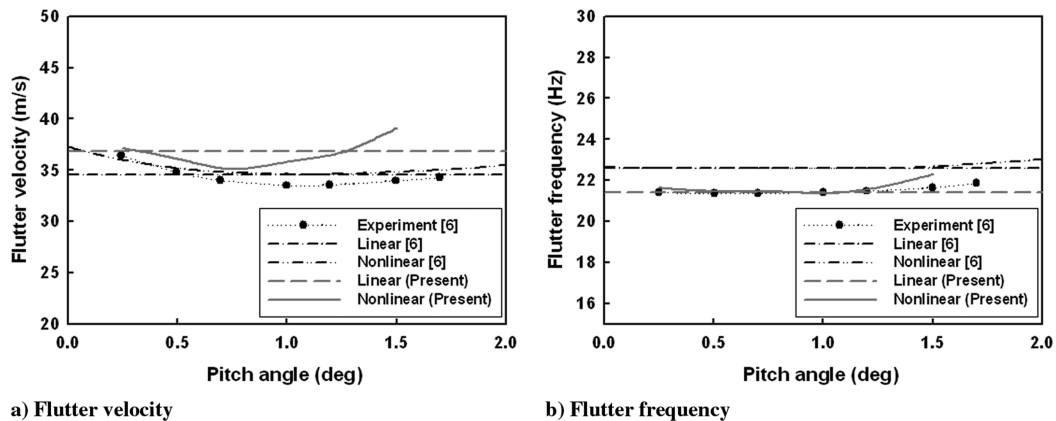 50
45
40
35
30
25
20
0.0 0.5 1.0 1.5 2.0
Flutter velocity (m/s)
Pitch angle (deg)
Experiment [6]
Linear [6]
Nonlinear [6]
Linear (Present)
Nonlinear (Present)
a) Flutter velocity
30
28
26
24
22
20
18
16
0.0 0.5 1.0 1.5 2.0
Flutter frequency (Hz)
Pitch angle (deg)
Experiment [6]
Linear [6]
Nonlinear [6]
Linear (Present)
Nonlinear (Present)
b) Flutter frequency